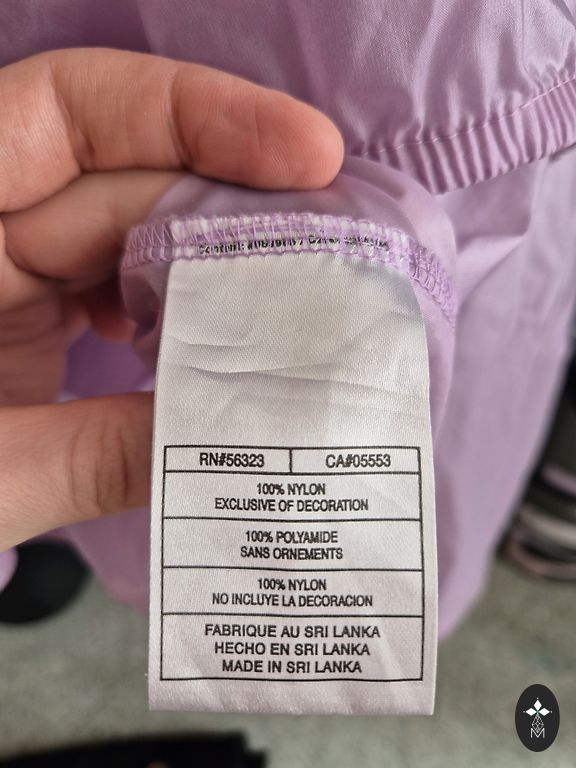 RN#56323 CA#05553
100% NYLON
EXCLUSIVE OF DECORATION
100% POLYAMIDE
SANS ORNEMENTS
100% NYLON
NO INCLUYE LA DECORACION
FABRIQUE AU SRI LANKA
HECHO EN SRI LANKA
MADE IN SRI LANKA